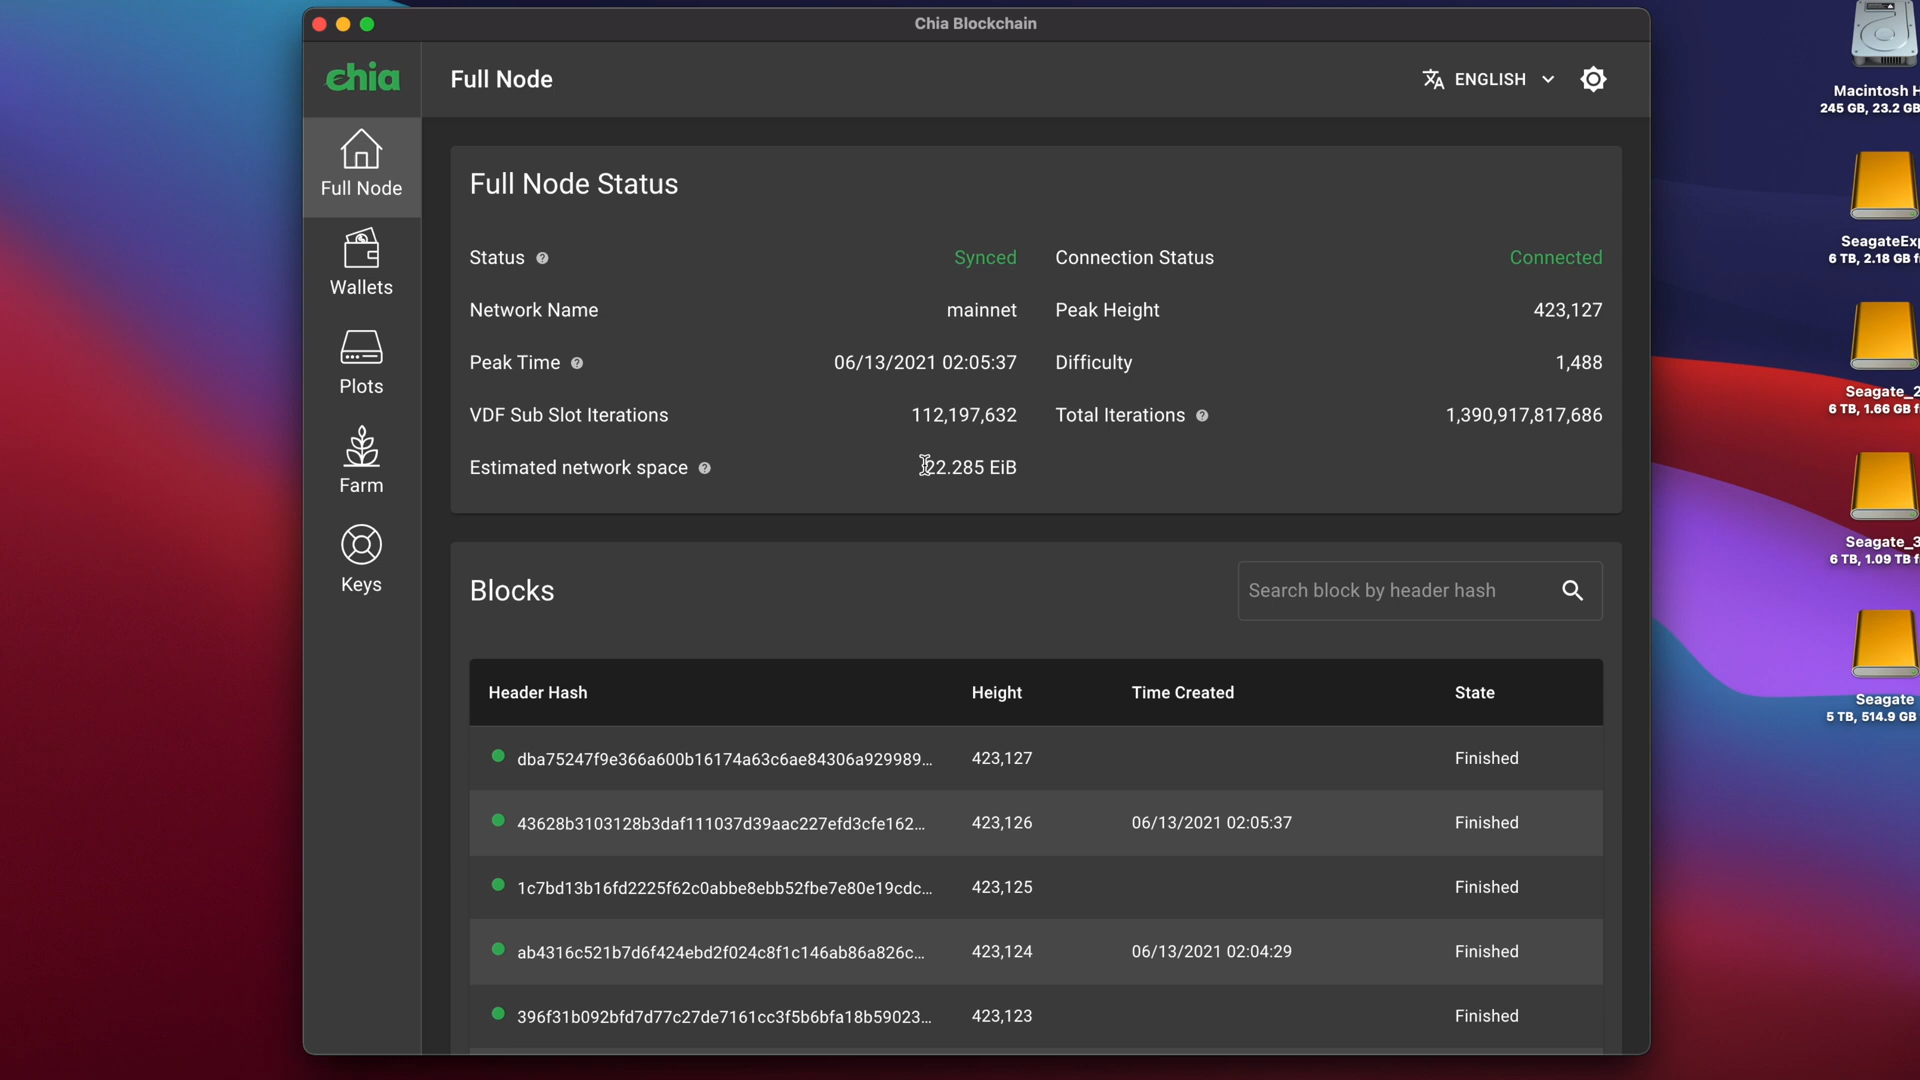 Chia Blockchain
chia
Full Node
ENGLISH
Full Node
Wallets
Plots
Farm
Keys
Full Node Status
Status ? Synced
Connection Status Connected
Network Name mainnet
Peak Height 423,127
Peak Time ? 06/13/2021 02:05:37
Difficulty 1,488
VDF Sub Slot Iterations 112,197,632
Total Iterations ? 1,390,917,817,686
Estimated network space ? 22.285 EiB
Blocks
Search block by header hash
Header Hash Height Time Created State
dba75247f9e366a600b16174a63c6ae84306a929989... 423,127 Finished
43628b3103128b3daf111037d39aac227efd3cfe162... 423,126 06/13/2021 02:05:37 Finished
1c7bd13b16fd2225f62c0abbe8ebb52fbe7e80e19cdc... 423,125 Finished
ab4316c521b7d6f424ebd2f024c8f1c146ab86a826c... 423,124 06/13/2021 02:04:29 Finished
396f31b092bfd7d77c27de7161cc3f5b6bfa18b59023... 423,123 Finished
Macintosh H
245 GB, 23.2 GB
SeagateExp
6 TB, 2.18 GB f
Seagate_2
6 TB, 1.66 GB f
Seagate_3
6 TB, 1.09 TB f
Seagate
5 TB, 514.9 GB